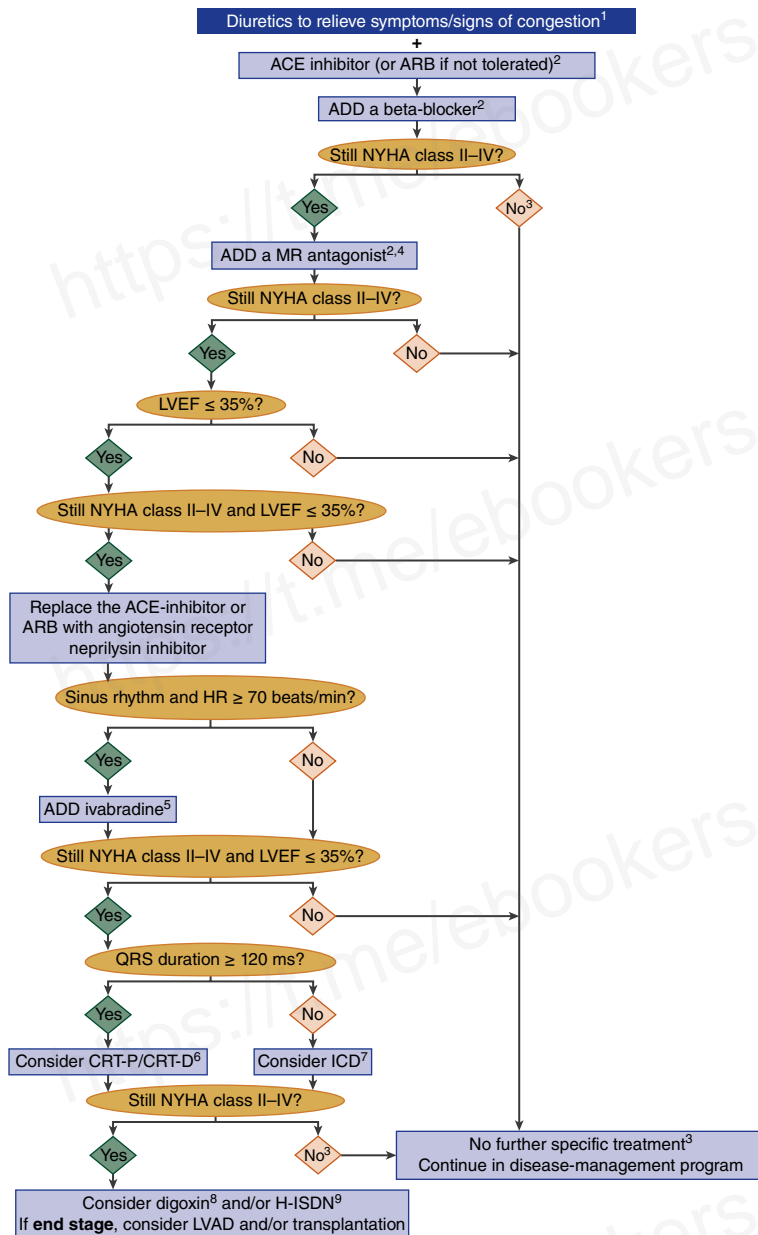 Diuretics to relieve symptoms/signs of congestion¹
+
ACE inhibitor (or ARB if not tolerated)²
ADD a beta-blocker²
Still NYHA class II–IV?
Yes
No³
ADD a MR antagonist²,⁴
Still NYHA class II–IV?
Yes
No
LVEF ≤ 35%?
Yes
No
Still NYHA class II–IV and LVEF ≤ 35%?
Yes
No
Replace the ACE-inhibitor or
ARB with angiotensin receptor
neprilysin inhibitor
Sinus rhythm and HR ≥ 70 beats/min?
Yes
No
ADD ivabradine⁵
Still NYHA class II–IV and LVEF ≤ 35%?
Yes
No
QRS duration ≥ 120 ms?
Yes
No
Consider CRT-P/CRT-D⁶
Consider ICD⁷
Still NYHA class II–IV?
Yes
No³
No further specific treatment³
Continue in disease-management program
Consider digoxin⁸ and/or H-ISDN⁹
If end stage, consider LVAD and/or transplantation
https://t.me/ebookers
https://t.me/ebookers
https://t.me/ebookers